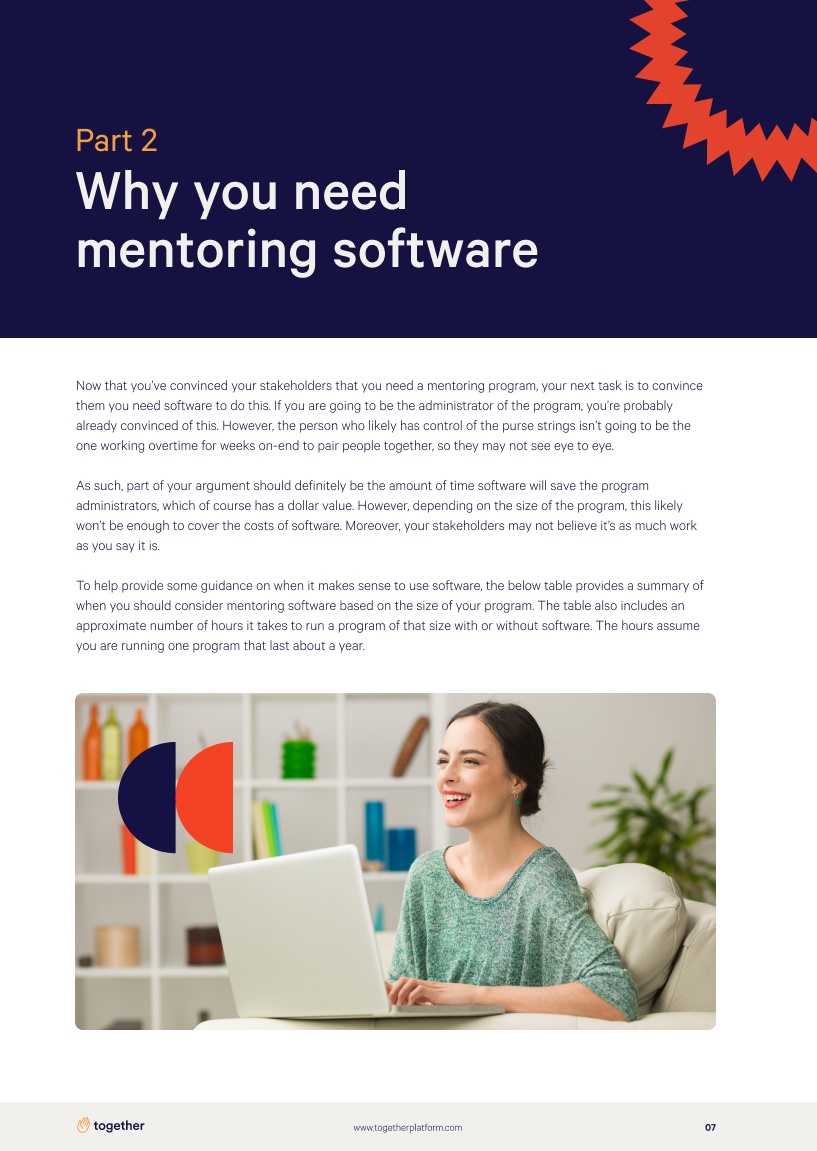 Part 2
Why you need
mentoring software
Now that you've convinced your stakeholders that you need a mentoring program, your next task is to convince
them you need software to do this. If you are going to be the administrator of the program, you're probably
already convinced of this. However, the person who likely has control of the purse strings isn't going to be the
one working overtime for weeks on-end to pair people together, so they may not see eye to eye.
As such, part of your argument should definitely be the amount of time software will save the program
administrators, which of course has a dollar value. However, depending on the size of the program, this likely
won't be enough to cover the costs of software. Moreover, your stakeholders may not believe it's as much work
as you say it is.
To help provide some guidance on when it makes sense to use software, the below table provides a summary of
when you should consider mentoring software based on the size of your program. The table also includes an
approximate number of hours it takes to run a program of that size with or without software. The hours assume
you are running one program that last about a year.
together
www.togetherplatform.com
07